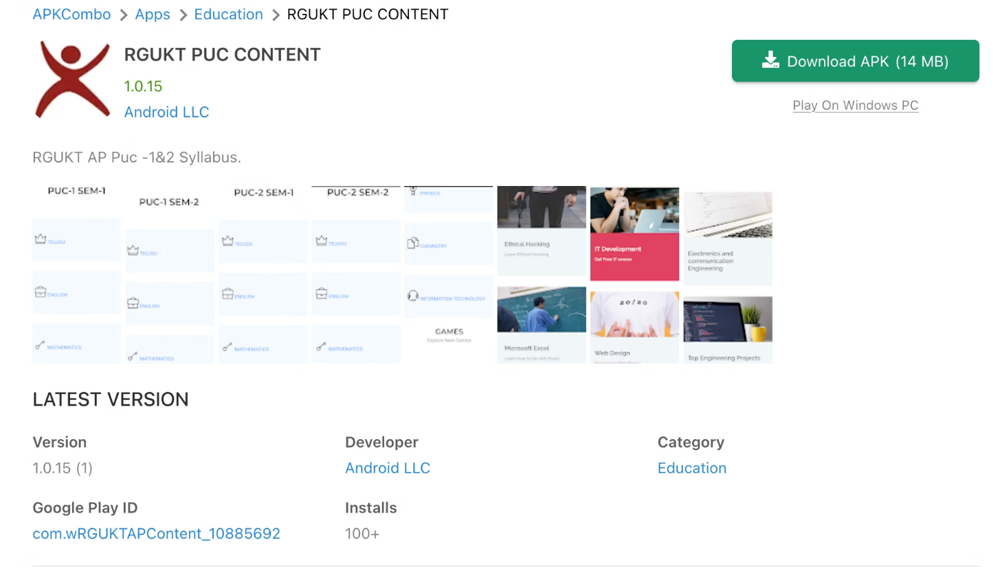 APKCombo > Apps > Education > RGUKT PUC CONTENT
RGUKT PUC CONTENT
1.0.15
Android LLC
Download APK (14 MB)
Play On Windows PC
RGUKT AP Puc -1&2 Syllabus.
PUC-1 SEM-1
TELUGU
ENGLISH
MATHEMATICS
PUC-1 SEM-2
TELUGU
ENGLISH
MATHEMATICS
PUC-2 SEM-1
TELUGU
ENGLISH
MATHEMATICS
PUC-2 SEM-2
TELUGU
ENGLISH
MATHEMATICS
PHYSICS
CHEMISTRY
INFORMATION TECHNOLOGY
GAMES
Explore New Games
Ethical Hacking
Learn Ethical Hacking
Microsoft Excel
Learn how to do with Excel
IT Development
Get Free IT course
20/20
Web Design
Electronics and
communication
Engineering
Top Engineering Projects
LATEST VERSION
Version
1.0.15 (1)
Developer
Android LLC
Category
Education
Google Play ID
com.wRGUKTAPContent_10885692
Installs
100+